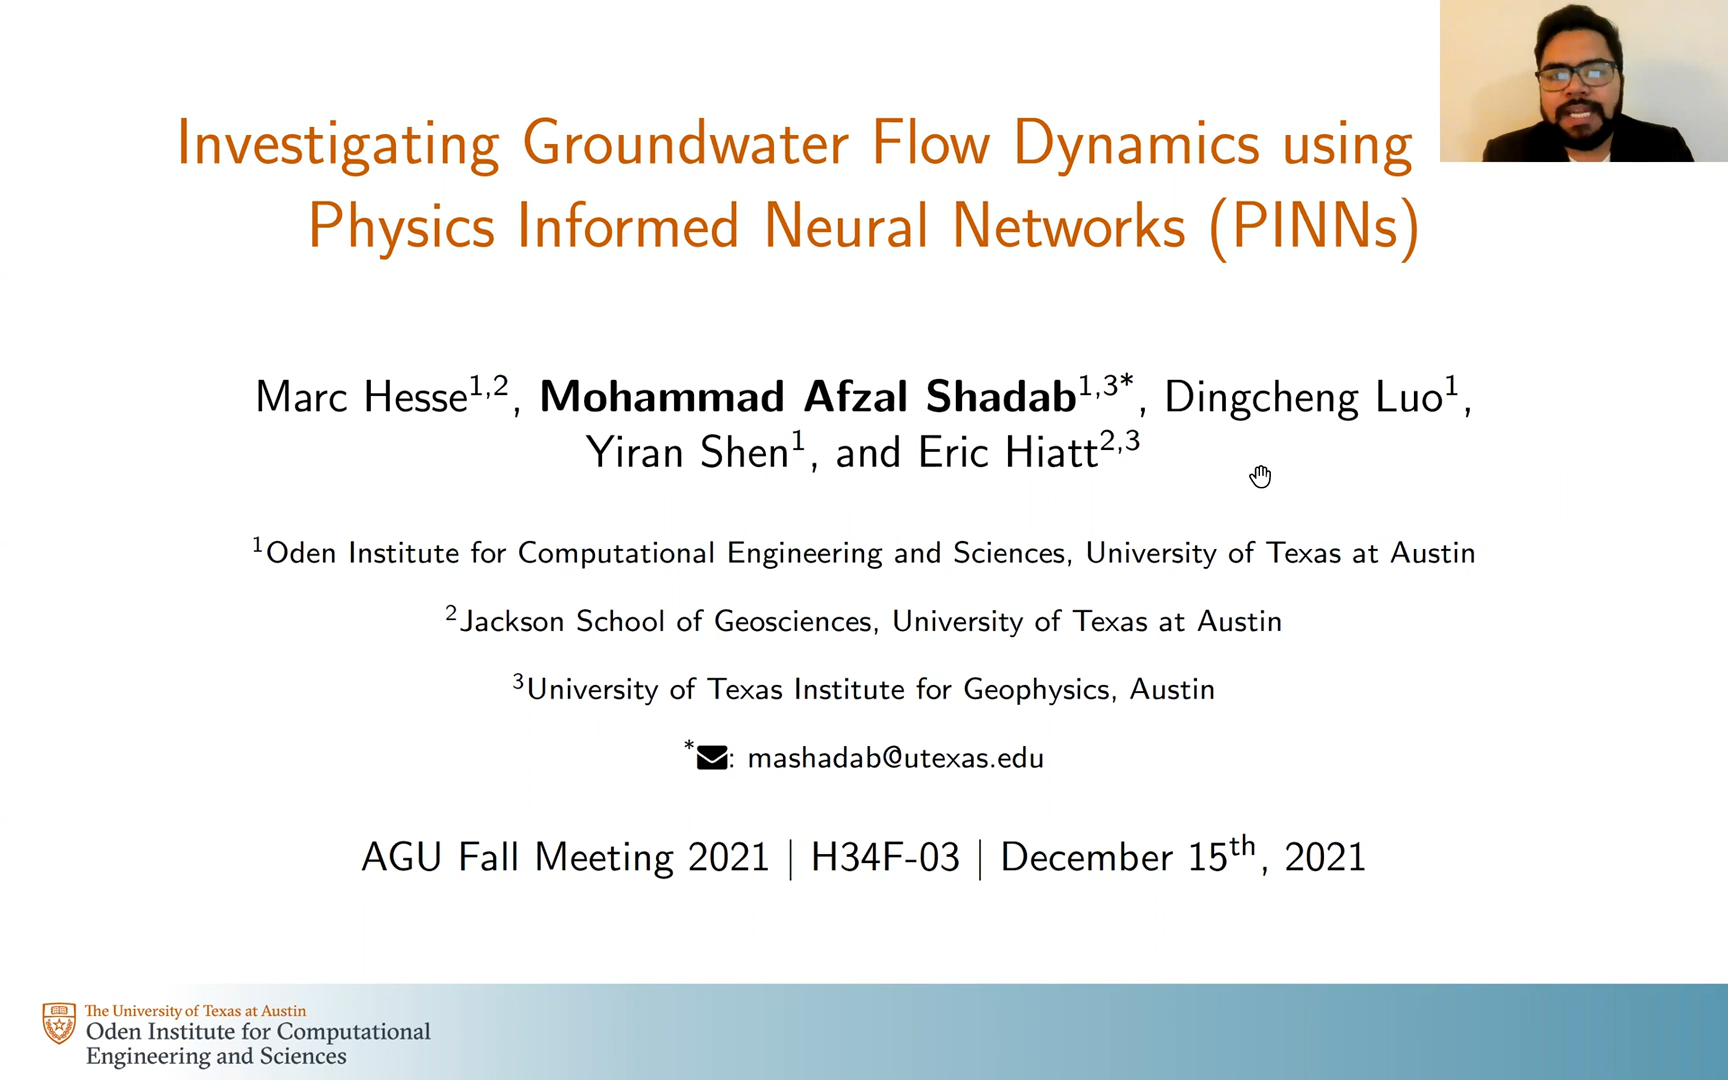 Investigating Groundwater Flow Dynamics using
Physics Informed Neural Networks (PINNs)
Marc Hesse1,2, Mohammad Afzal Shadab1,3*, Dingcheng Luo1,
Yiran Shen1, and Eric Hiatt2,3
1Oden Institute for Computational Engineering and Sciences, University of Texas at Austin
2Jackson School of Geosciences, University of Texas at Austin
3University of Texas Institute for Geophysics, Austin
*✉: mashadab@utexas.edu
AGU Fall Meeting 2021 | H34F-03 | December 15th, 2021
The University of Texas at Austin
Oden Institute for Computational
Engineering and Sciences